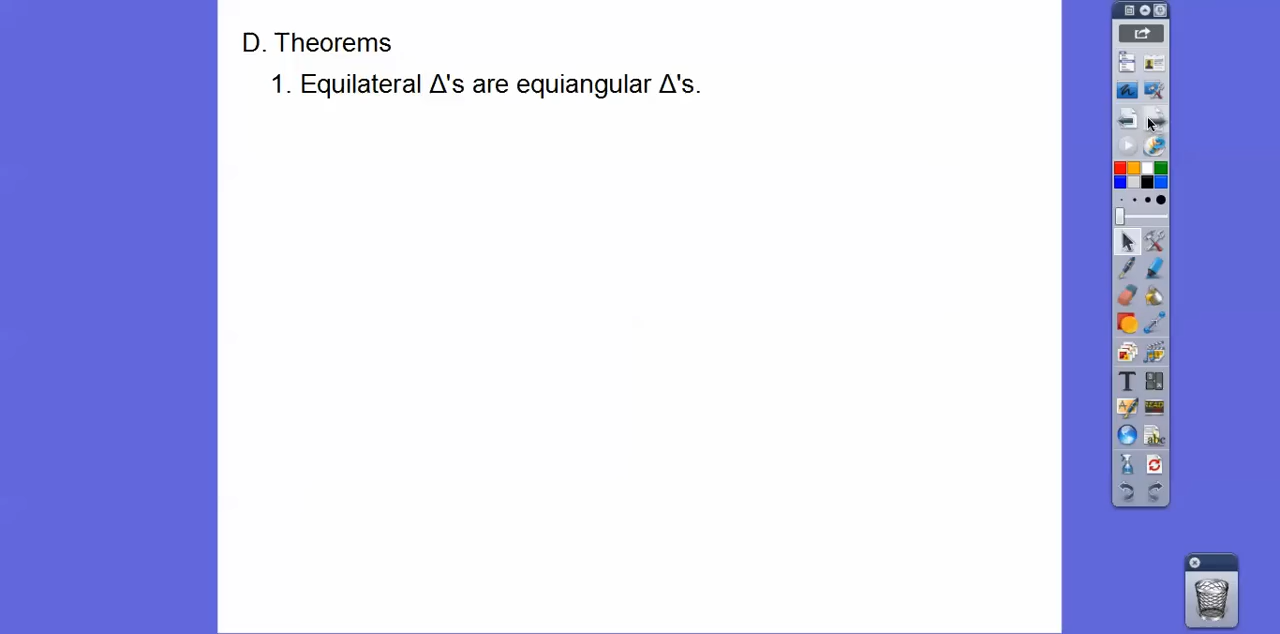 D. Theorems
1. Equilateral Δ's are equiangular Δ's.